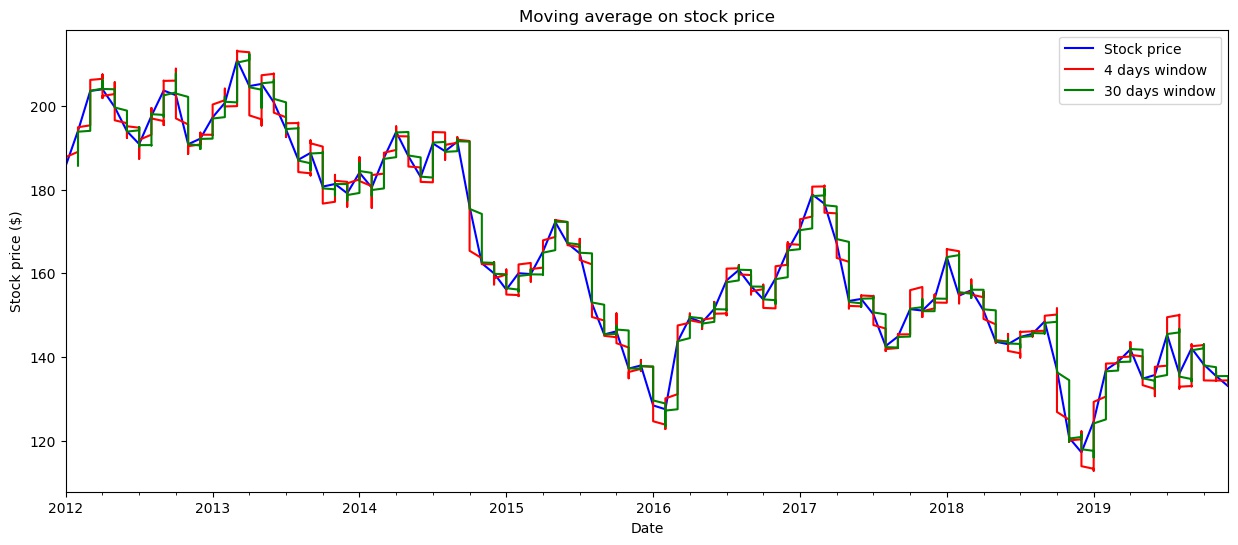 Moving average on stock price
Stock price
4 days window
30 days window
200
180
160
140
120
Stock price ($)
2012 2013 2014 2015 2016 2017 2018 2019
Date